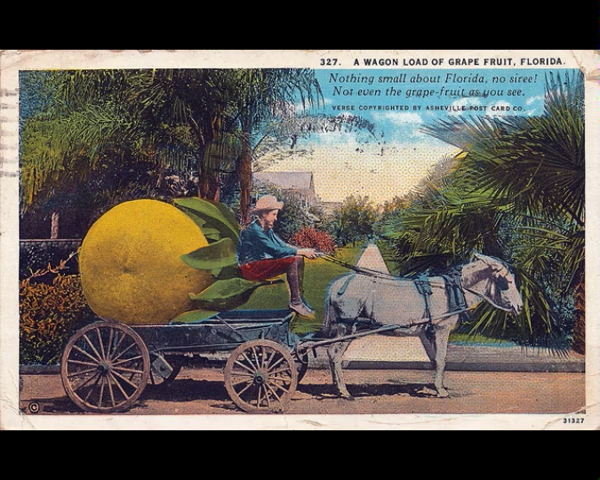 327. A WAGON LOAD OF GRAPE FRUIT, FLORIDA.
Nothing small about Florida, no siree!
Not even the grape-fruit as you see.
VERSE COPYRIGHTED BY ASHEVILLE POST CARD CO.
©
31327